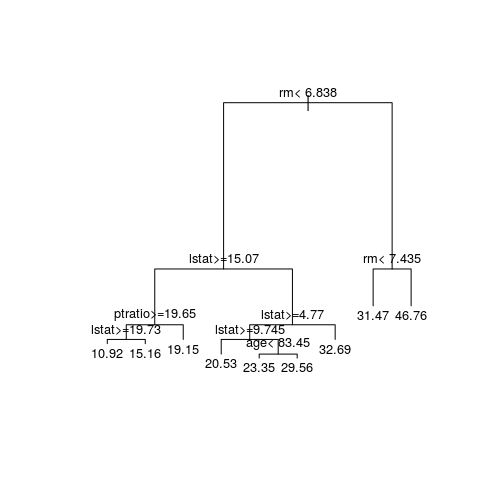 rm< 6.838
lstat>=15.07
rm< 7.435
ptratio>=19.65
lstat>=4.77
31.47 46.76
lstat>=19.73
lstat>=9.745
10.92 15.16
19.15
age< 83.45
32.69
20.53
23.35 29.56